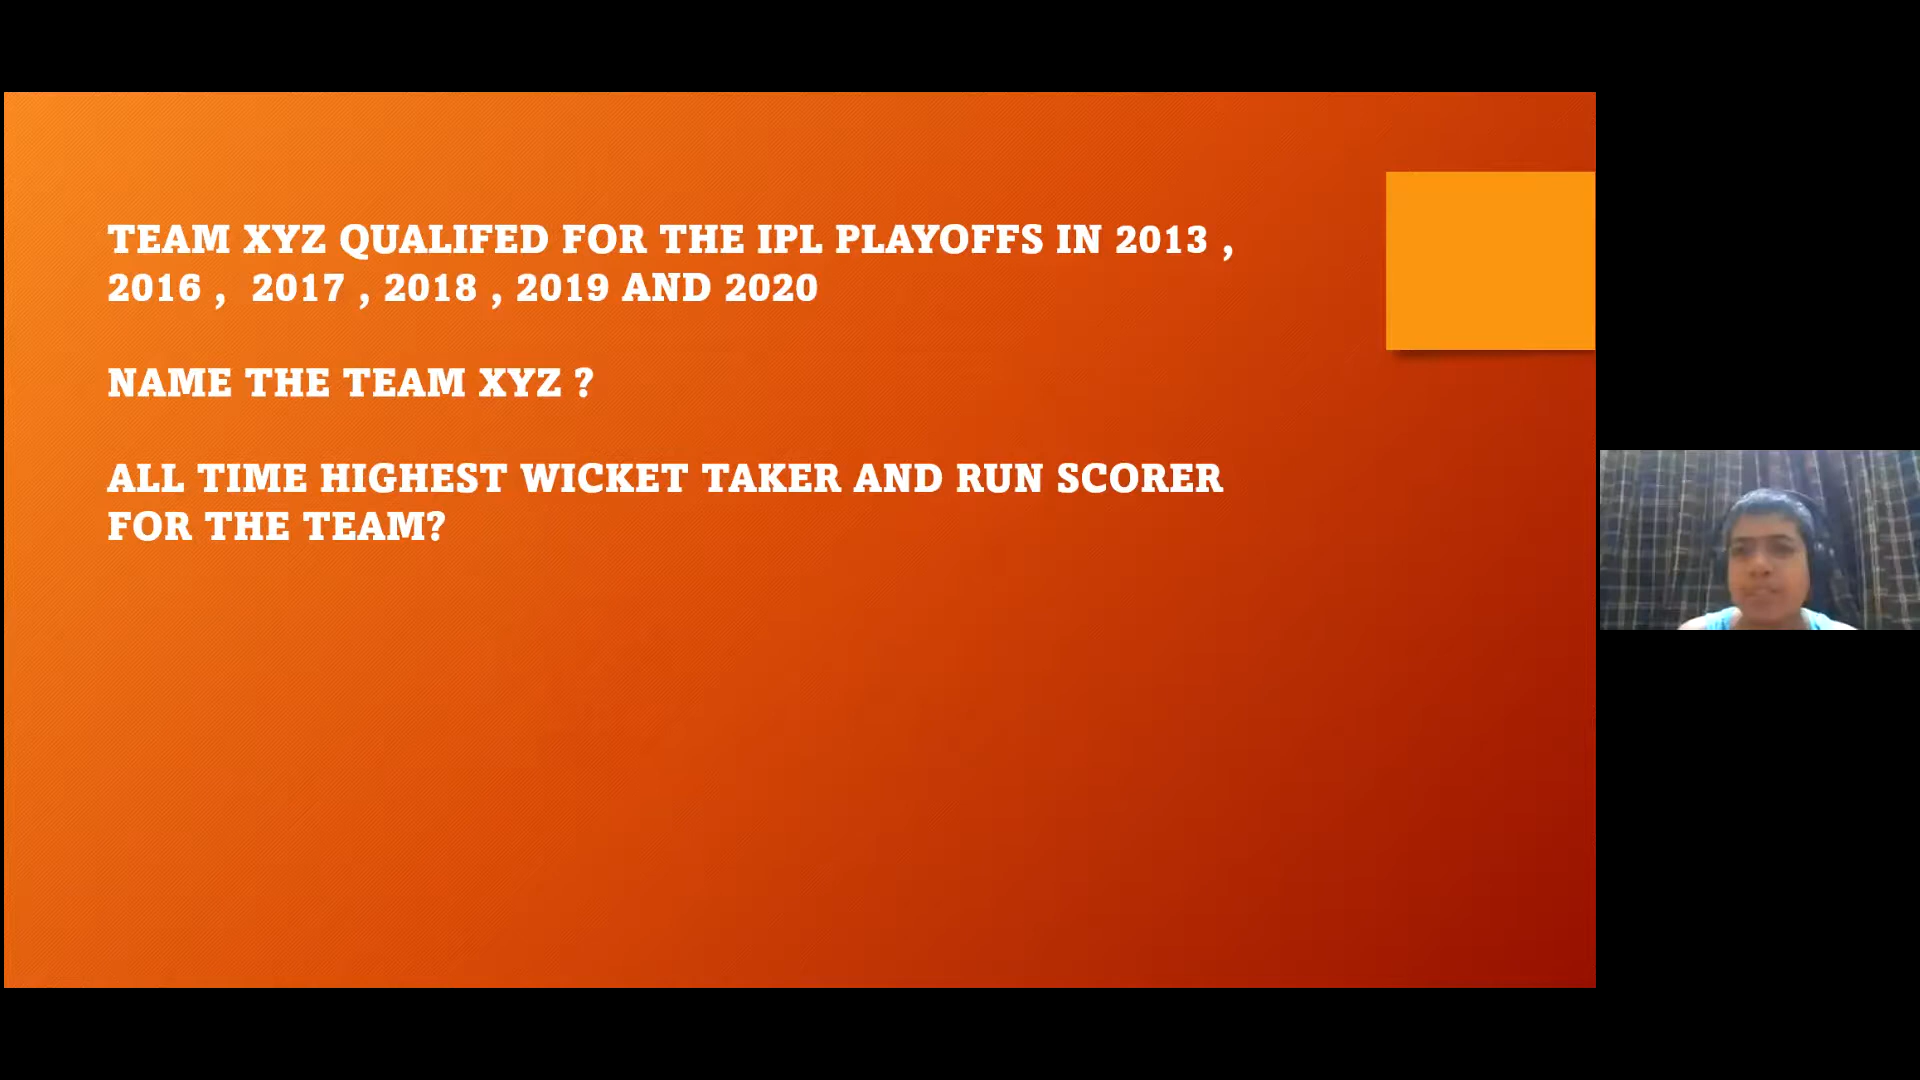 TEAM XYZ QUALIFED FOR THE IPL PLAYOFFS IN 2013 ,
2016 , 2017 , 2018 , 2019 AND 2020
NAME THE TEAM XYZ ?
ALL TIME HIGHEST WICKET TAKER AND RUN SCORER
FOR THE TEAM?